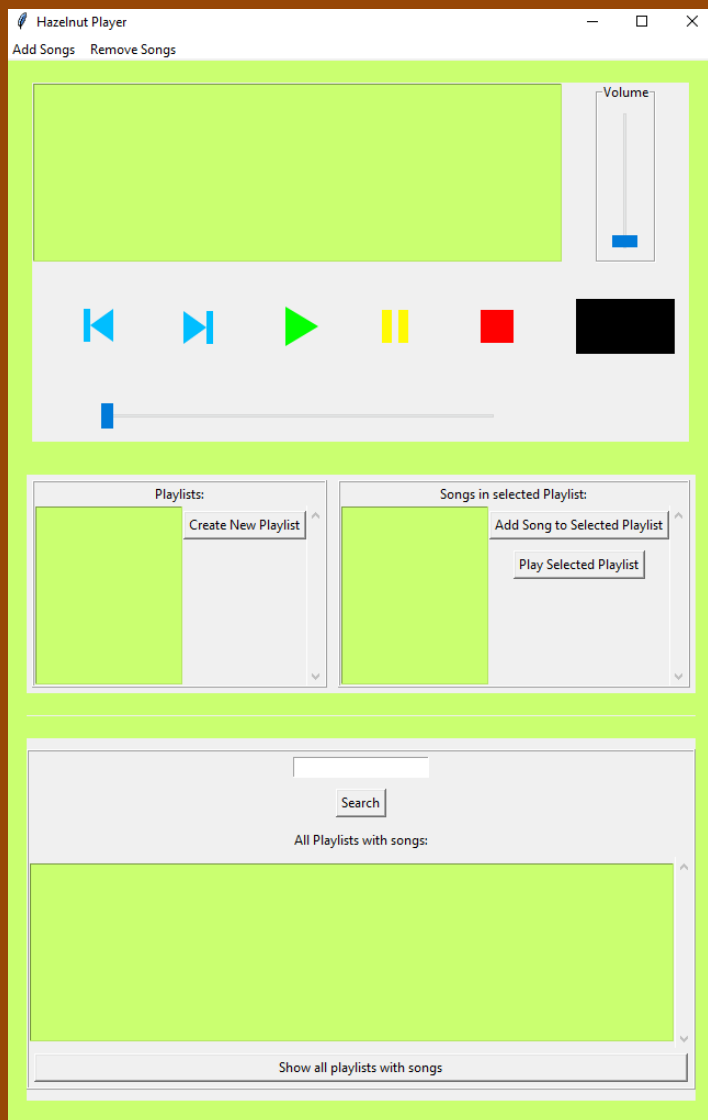 Hazelnut Player
Add Songs Remove Songs
Volume
Playlists:
Create New Playlist
Songs in selected Playlist:
Add Song to Selected Playlist
Play Selected Playlist
Search
All Playlists with songs:
Show all playlists with songs